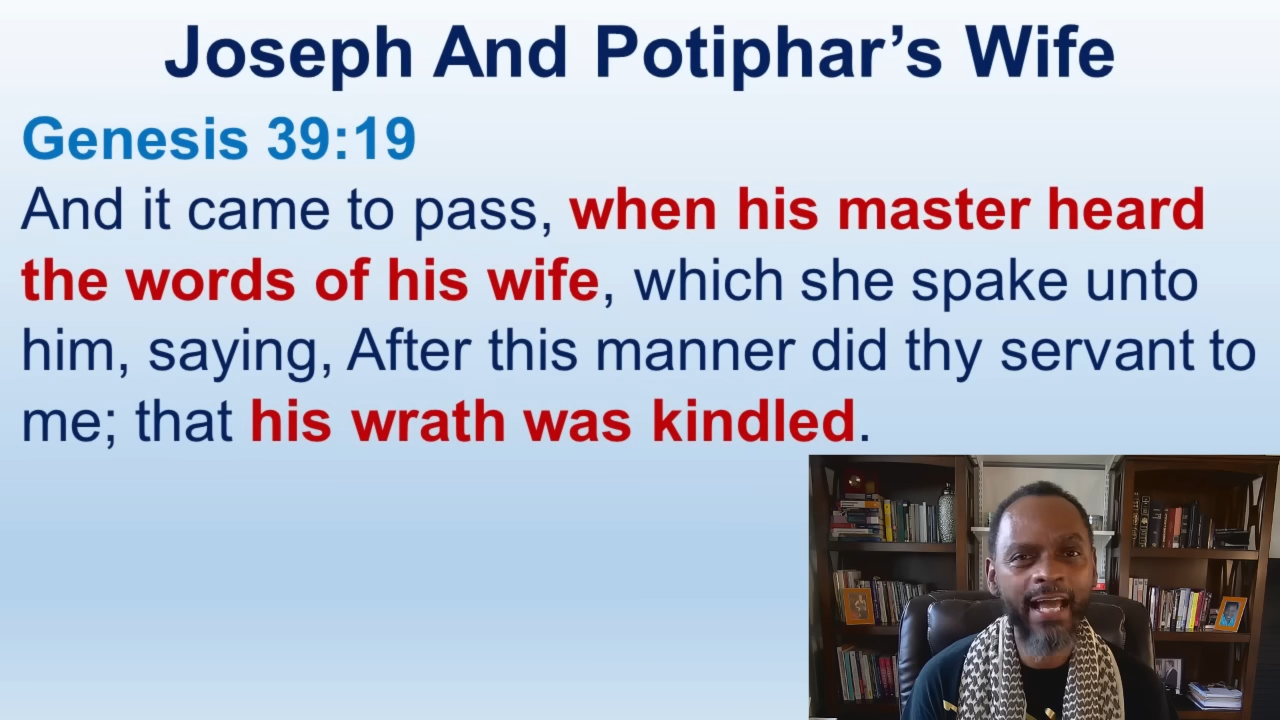 Joseph And Potiphar’s Wife
Genesis 39:19
And it came to pass, when his master heard
the words of his wife, which she spake unto
him, saying, After this manner did thy servant to
me; that his wrath was kindled.